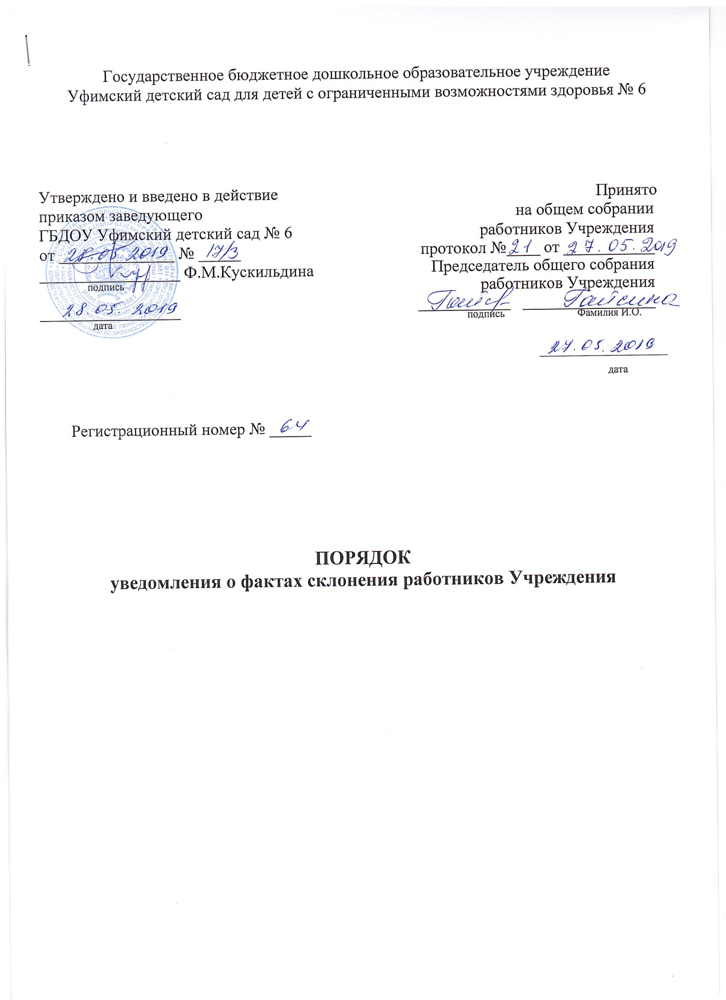 Государственное бюджетное дошкольное образовательное учреждение
Уфимский детский сад для детей с ограниченными возможностями здоровья № 6
Утверждено и введено в действие
приказом заведующего
ГБДОУ Уфимский детский сад № 6
от 28.05.2019 № 17/3
Ф.М.Кускильдина
подпись
28.05.2019
дата
Принято
на общем собрании
работников Учреждения
протокол № 21 от 27.05.2019
Председатель общего собрания
работников Учреждения
Гайсина
подпись Фамилия И.О.
27.05.2019
дата
Регистрационный номер № 64
ПОРЯДОК
уведомления о фактах склонения работников Учреждения